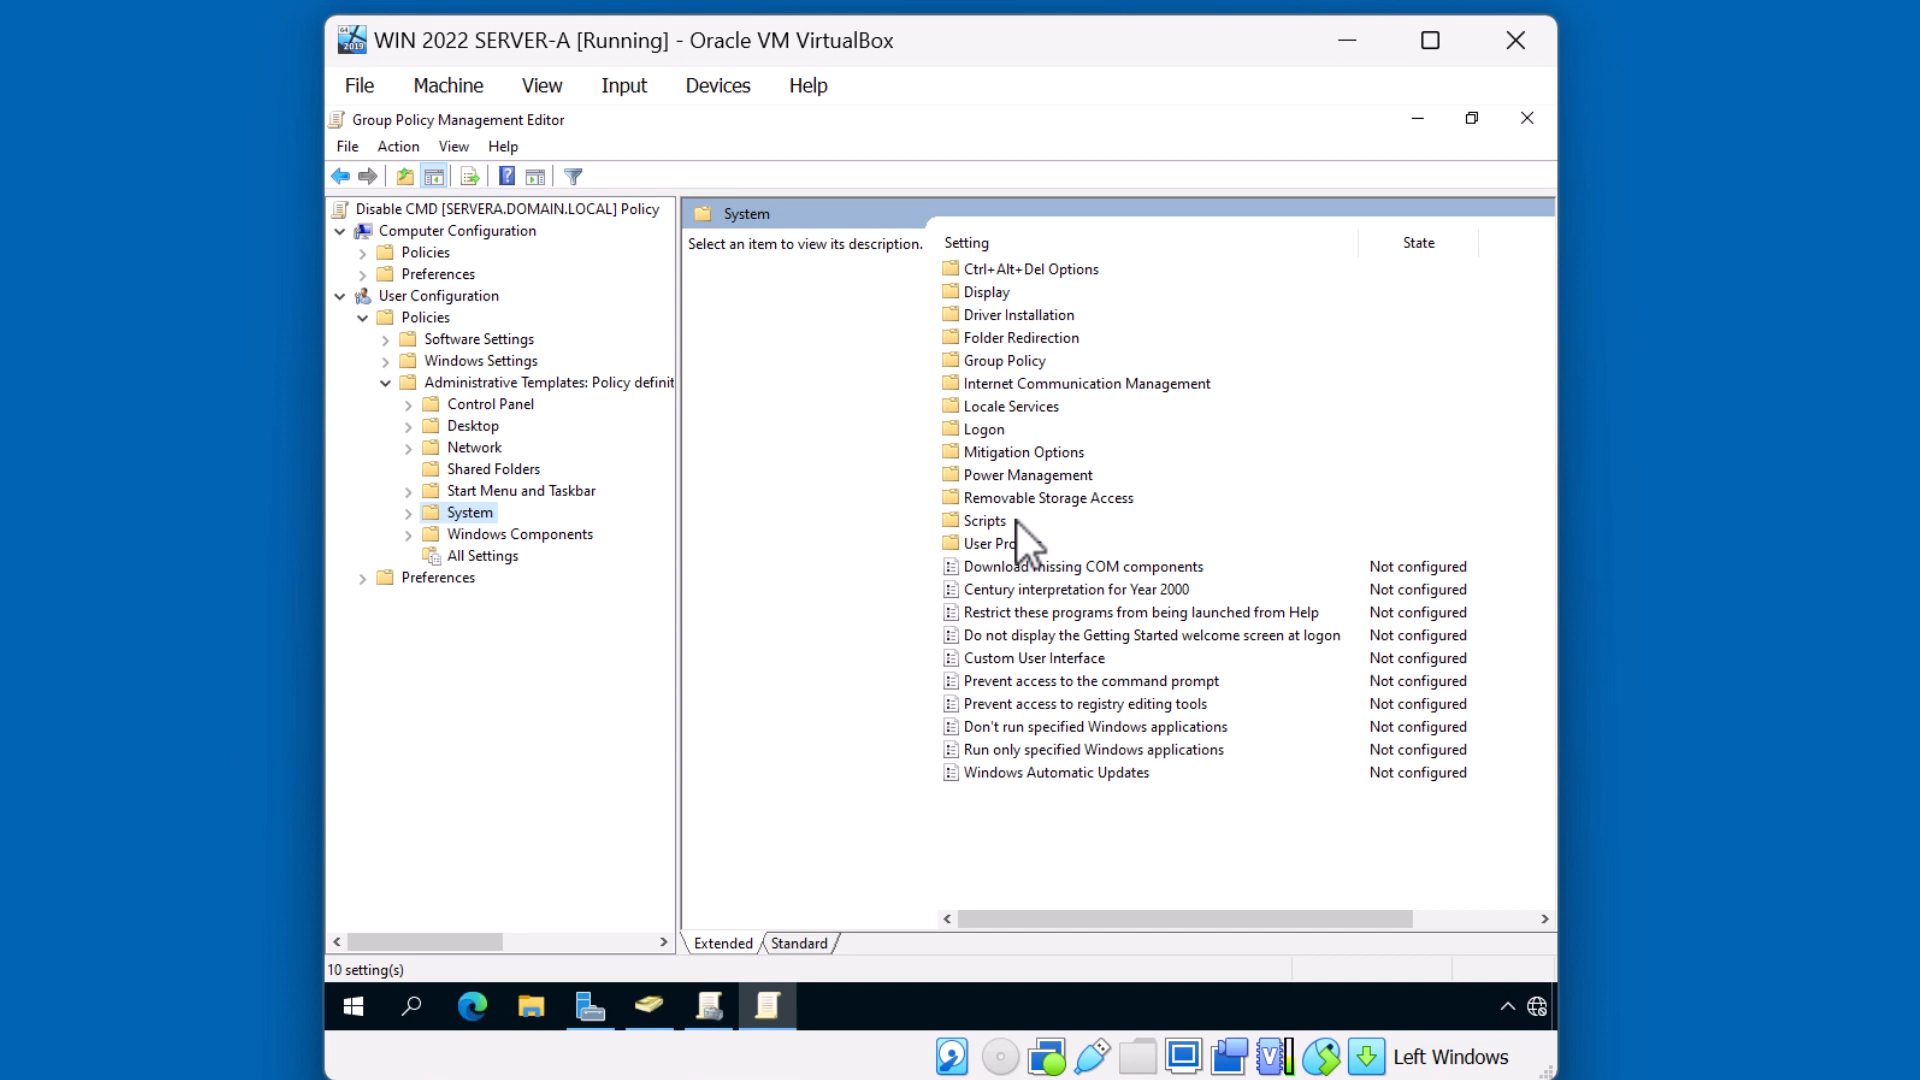 WIN 2022 SERVER-A [Running] - Oracle VM VirtualBox
File Machine View Input Devices Help
Group Policy Management Editor
File Action View Help
Disable CMD [SERVERA.DOMAIN.LOCAL] Policy
Computer Configuration
Policies
Preferences
User Configuration
Policies
Software Settings
Windows Settings
Administrative Templates: Policy definit
Control Panel
Desktop
Network
Shared Folders
Start Menu and Taskbar
System
Windows Components
All Settings
Preferences
System
Select an item to view its description.
Setting State
Ctrl+Alt+Del Options
Display
Driver Installation
Folder Redirection
Group Policy
Internet Communication Management
Locale Services
Logon
Mitigation Options
Power Management
Removable Storage Access
Scripts
User Pro
Download missing COM components Not configured
Century interpretation for Year 2000 Not configured
Restrict these programs from being launched from Help Not configured
Do not display the Getting Started welcome screen at logon Not configured
Custom User Interface Not configured
Prevent access to the command prompt Not configured
Prevent access to registry editing tools Not configured
Don't run specified Windows applications Not configured
Run only specified Windows applications Not configured
Windows Automatic Updates Not configured
Extended Standard
10 setting(s)
Left Windows